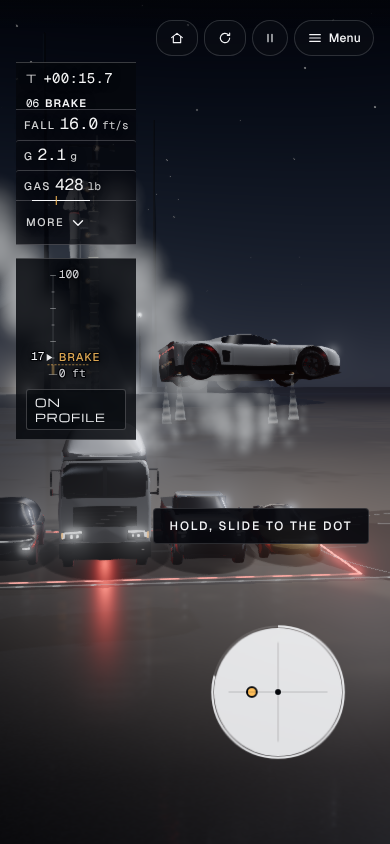 Menu
T +00:15.7
06 BRAKE
FALL 16.0 ft/s
G 2.1 g
GAS 428 lb
MORE
100
17 BRAKE
0 ft
ON
PROFILE
HOLD, SLIDE TO THE DOT